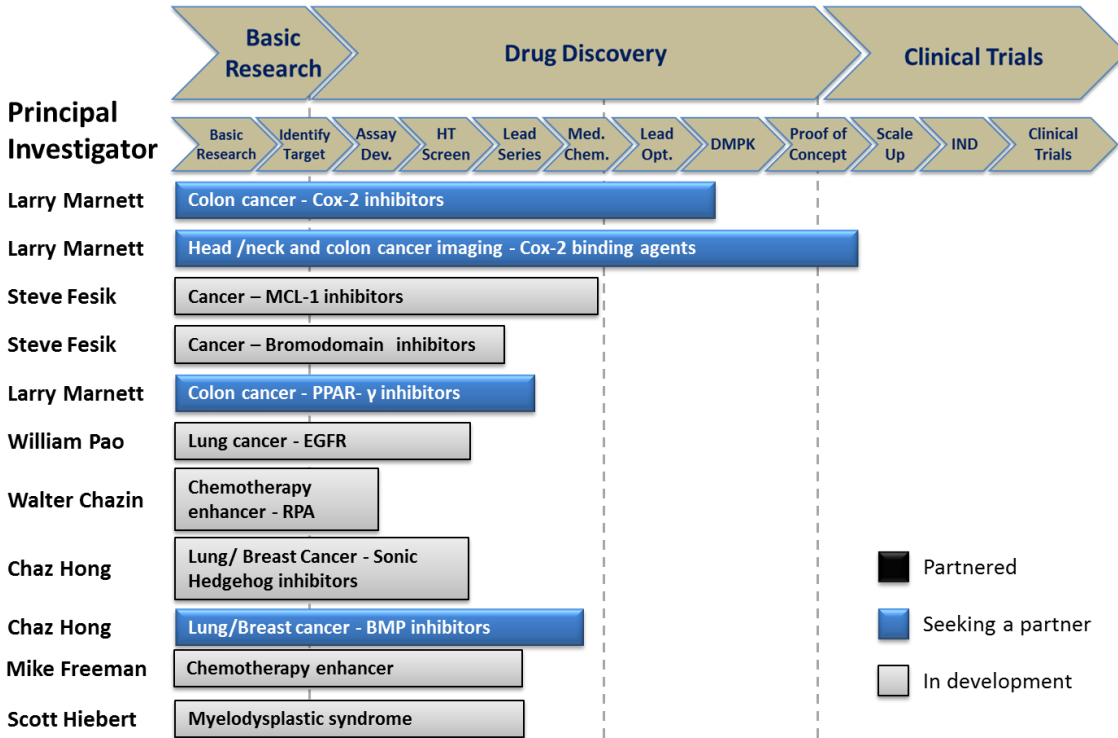 Basic
Research
Drug Discovery
Clinical Trials
Principal
Investigator
Basic
Research
Identify
Target
Assay
Dev.
HT
Screen
Lead
Series
Med.
Chem.
Lead
Opt.
DMPK
Proof of
Concept
Scale
Up
IND
Clinical
Trials
Larry Marnett
Colon cancer - Cox-2 inhibitors
Larry Marnett
Head /neck and colon cancer imaging - Cox-2 binding agents
Steve Fesik
Cancer – MCL-1 inhibitors
Steve Fesik
Cancer – Bromodomain inhibitors
Larry Marnett
Colon cancer - PPAR- γ inhibitors
William Pao
Lung cancer - EGFR
Walter Chazin
Chemotherapy
enhancer - RPA
Chaz Hong
Lung/ Breast Cancer - Sonic
Hedgehog inhibitors
Chaz Hong
Lung/Breast cancer - BMP inhibitors
Mike Freeman
Chemotherapy enhancer
Scott Hiebert
Myelodysplastic syndrome
Partnered
Seeking a partner
In development